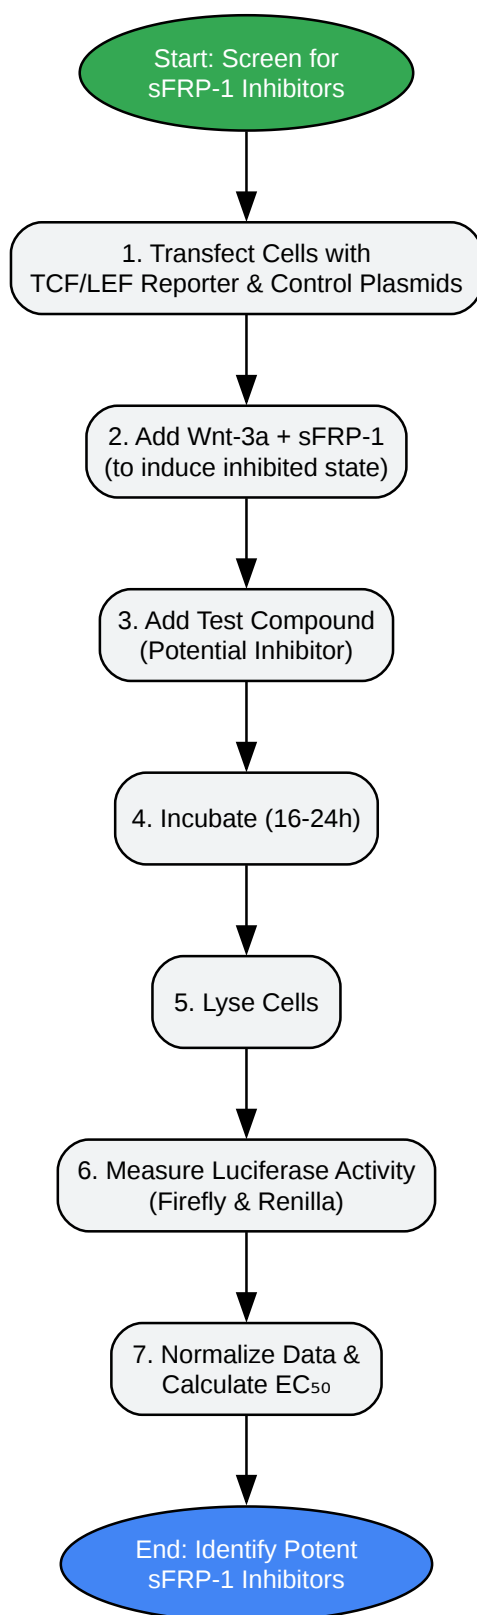 Start: Screen for
sFRP-1 Inhibitors
1. Transfect Cells with
TCF/LEF Reporter & Control Plasmids
2. Add Wnt-3a + sFRP-1
(to induce inhibited state)
3. Add Test Compound
(Potential Inhibitor)
4. Incubate (16-24h)
5. Lyse Cells
6. Measure Luciferase Activity
(Firefly & Renilla)
7. Normalize Data &
Calculate EC₅₀
End: Identify Potent
sFRP-1 Inhibitors